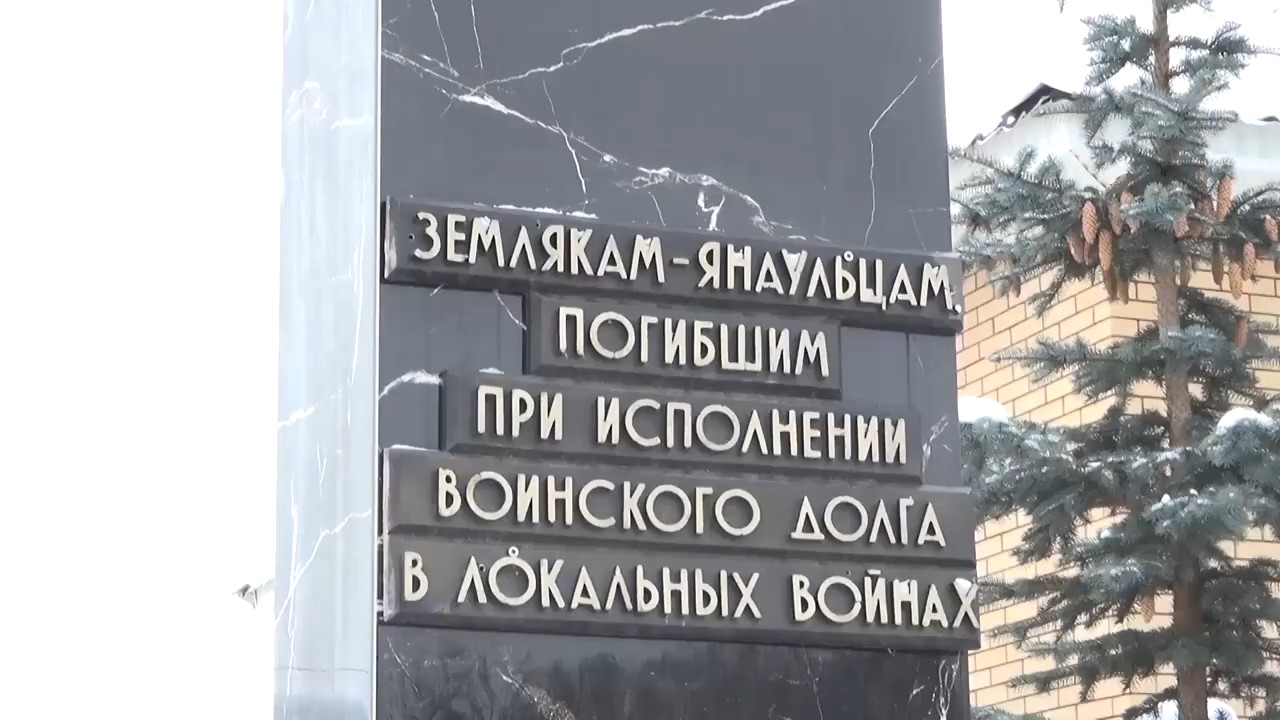 ЗЕМЛЯКАМ-ЯНАУЛЬЦАМ,
ПОГИБШИМ
ПРИ ИСПОЛНЕНИИ
ВОИНСКОГО ДОЛГА
В ЛОКАЛЬНЫХ ВОЙНАХ